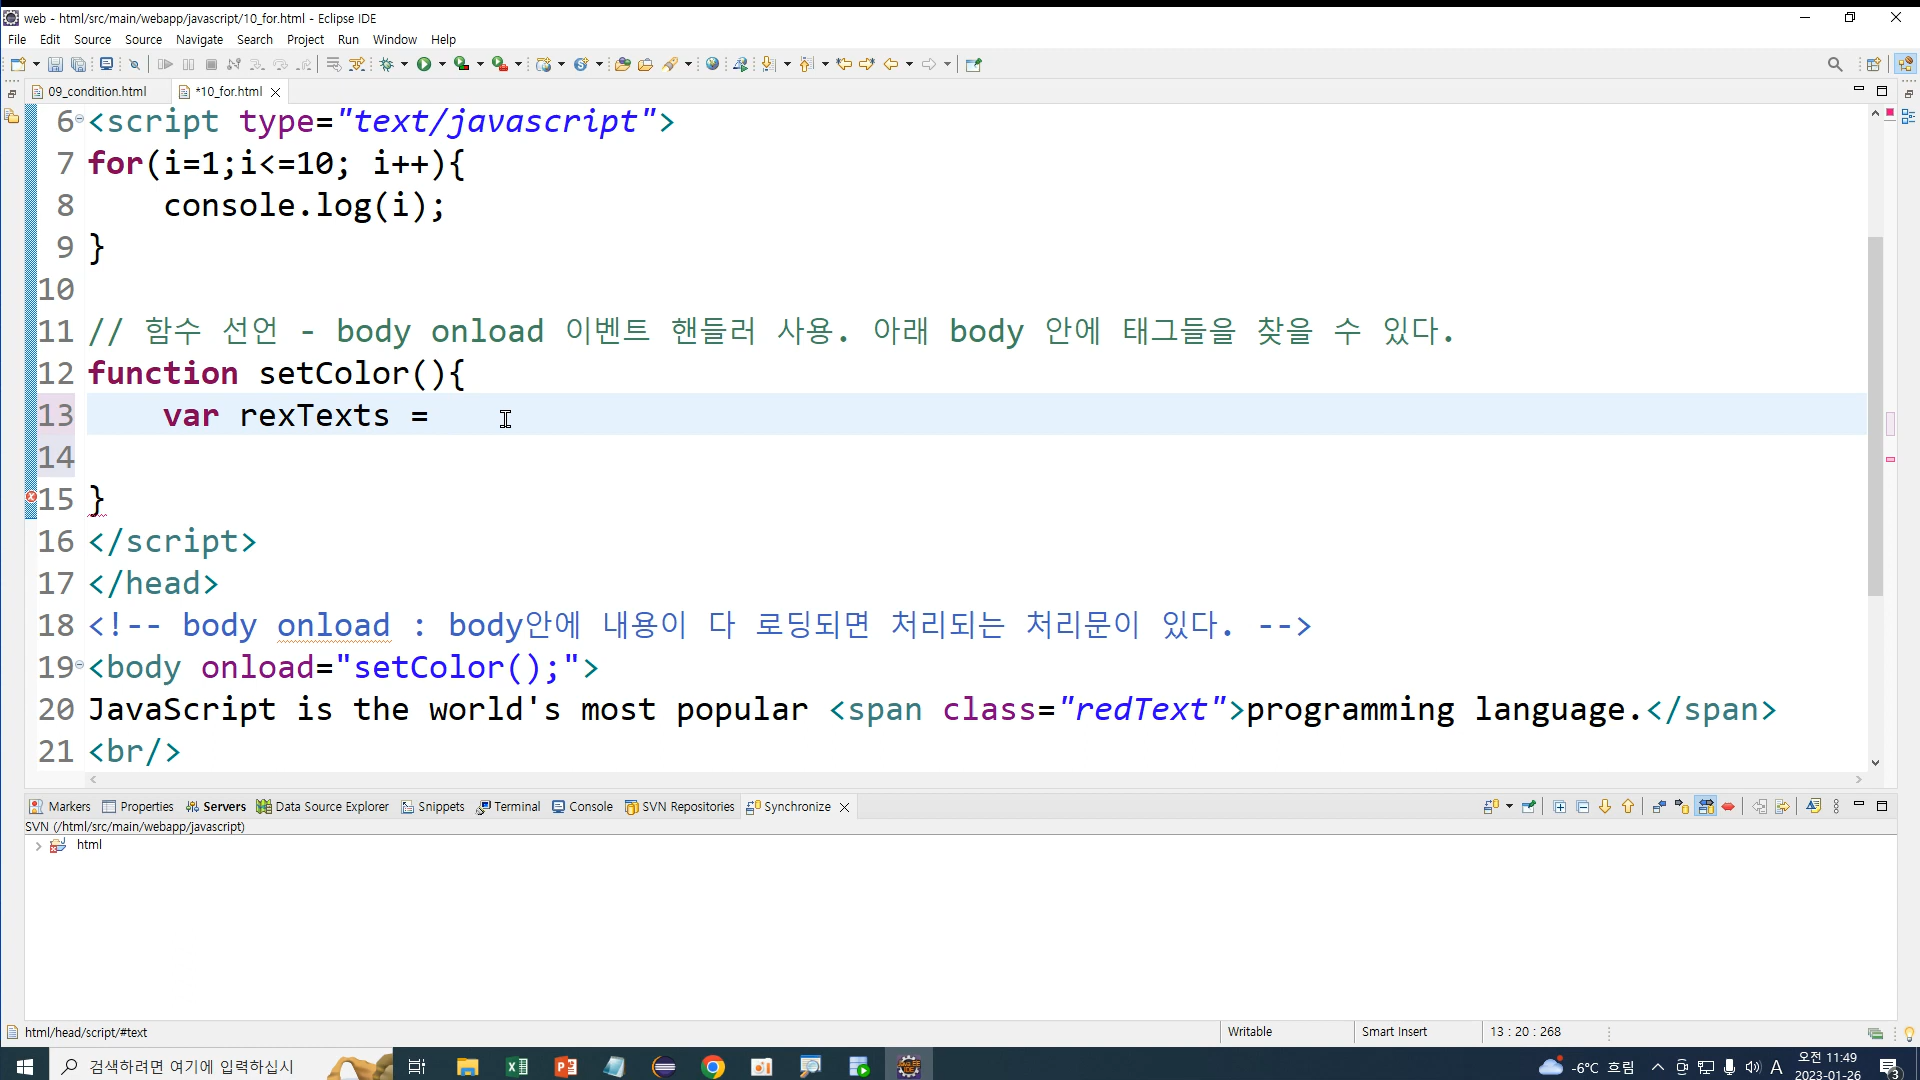 web - html/src/main/webapp/javascript/10_for.html - Eclipse IDE
File Edit Source Source Navigate Search Project Run Window Help
09_condition.html *10_for.html
6 <script type="text/javascript">
7 for(i=1;i<=10; i++){
8 console.log(i);
9 }
10
11 // 함수 선언 - body onload 이벤트 핸들러 사용. 아래 body 안에 태그들을 찾을 수 있다.
12 function setColor(){
13 var rexTexts =
14
15 }
16 </script>
17 </head>
18 <!-- body onload : body안에 내용이 다 로딩되면 처리되는 처리문이 있다. -->
19 <body onload="setColor();">
20 JavaScript is the world's most popular <span class="redText">programming language.</span>
21 <br/>
Markers Properties Servers Data Source Explorer Snippets Terminal Console SVN Repositories Synchronize
SVN (/html/src/main/webapp/javascript)
html
html/head/script/#text Writable Smart Insert 13 : 20 : 268
검색하려면 여기에 입력하십시 -6°C 흐림 A 오전 11:49
2023-01-26 3